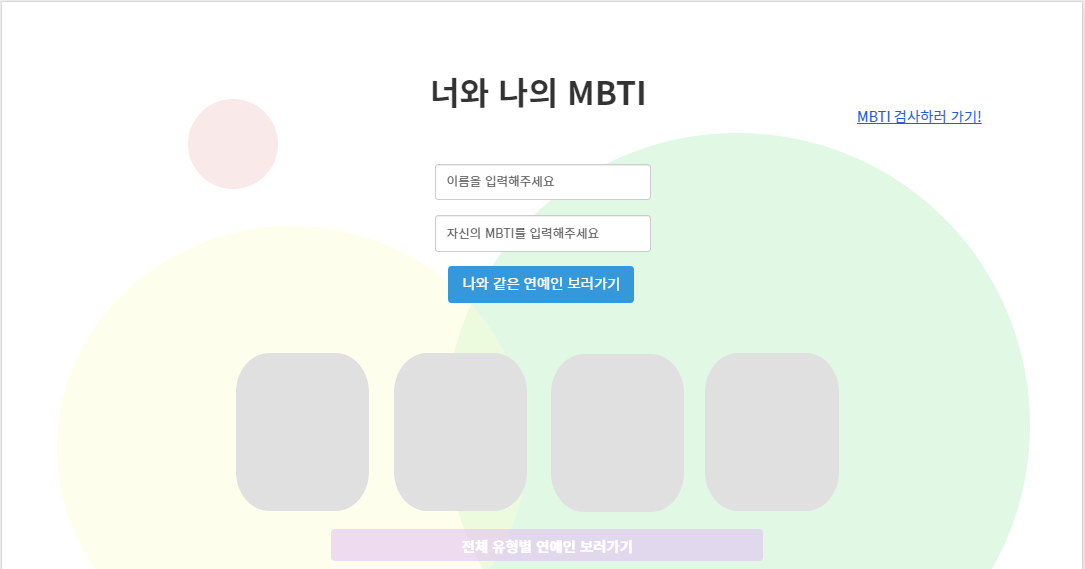 너와 나의 MBTI
MBTI 검사하러 가기!
이름을 입력해주세요
자신의 MBTI를 입력해주세요
나와 같은 연예인 보러가기
전체 유형별 연예인 보러가기